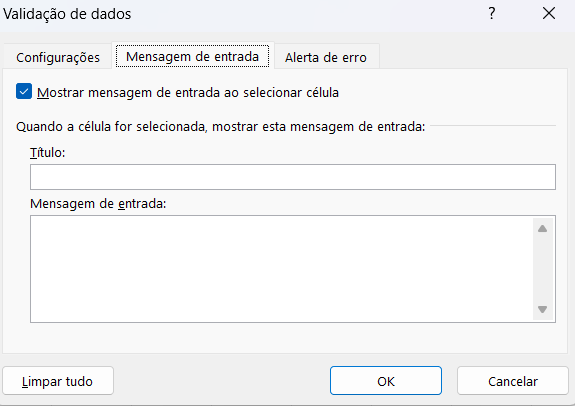 Validação de dados ?
Configurações Mensagem de entrada Alerta de erro
Mostrar mensagem de entrada ao selecionar célula
Quando a célula for selecionada, mostrar esta mensagem de entrada:
Título:
Mensagem de entrada:
Limpar tudo OK Cancelar